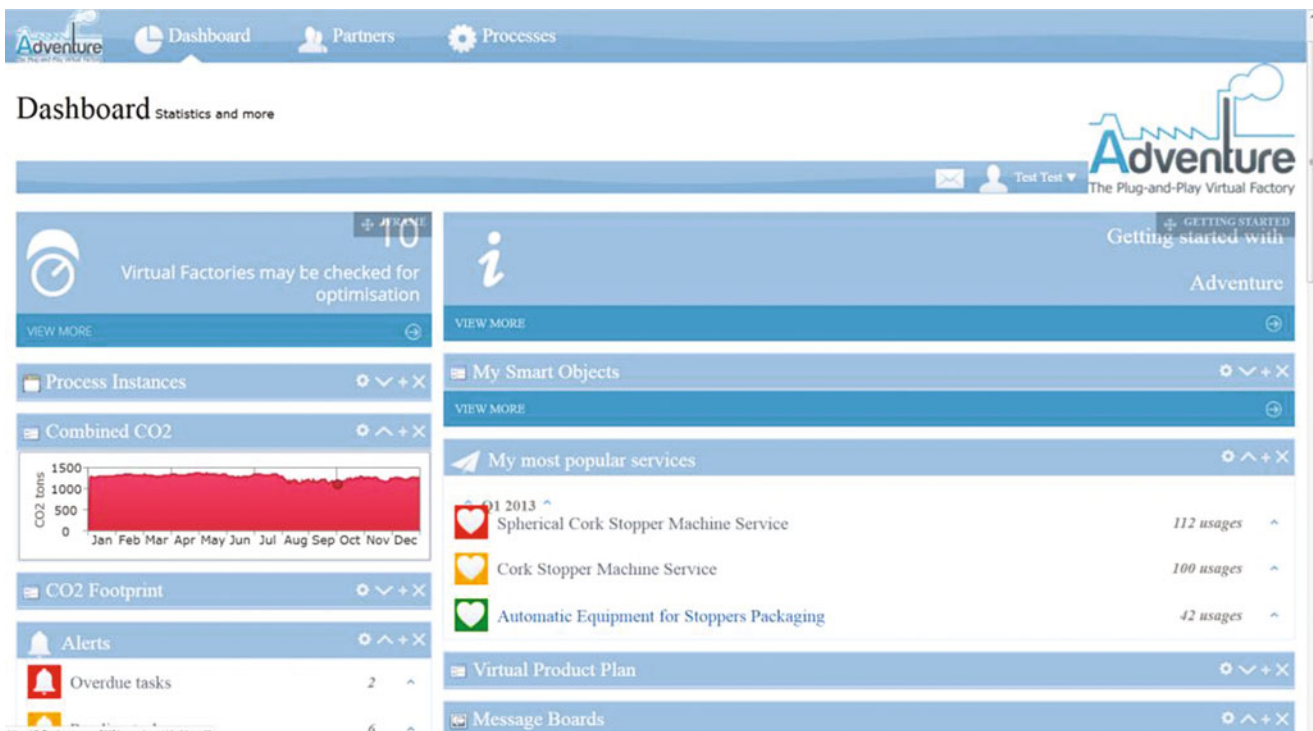 Adventure
Dashboard
Partners
Processes
Dashboard Statistics and more
Adventure
The Plug-and-Play Virtual Factory
Test Test ▼
10
Virtual Factories may be checked for
optimisation
VIEW MORE
GETTING STARTED
Getting started with
Adventure
VIEW MORE
Process Instances
Combined CO2
CO2 tons
1500
1000
500
0
Jan Feb Mar Apr May Jun Jul Aug Sep Oct Nov Dec
CO2 Footprint
Alerts
Overdue tasks 2
6
My Smart Objects
VIEW MORE
My most popular services
Q1 2013
Spherical Cork Stopper Machine Service 112 usages
Cork Stopper Machine Service 100 usages
Automatic Equipment for Stoppers Packaging 42 usages
Virtual Product Plan
Message Boards